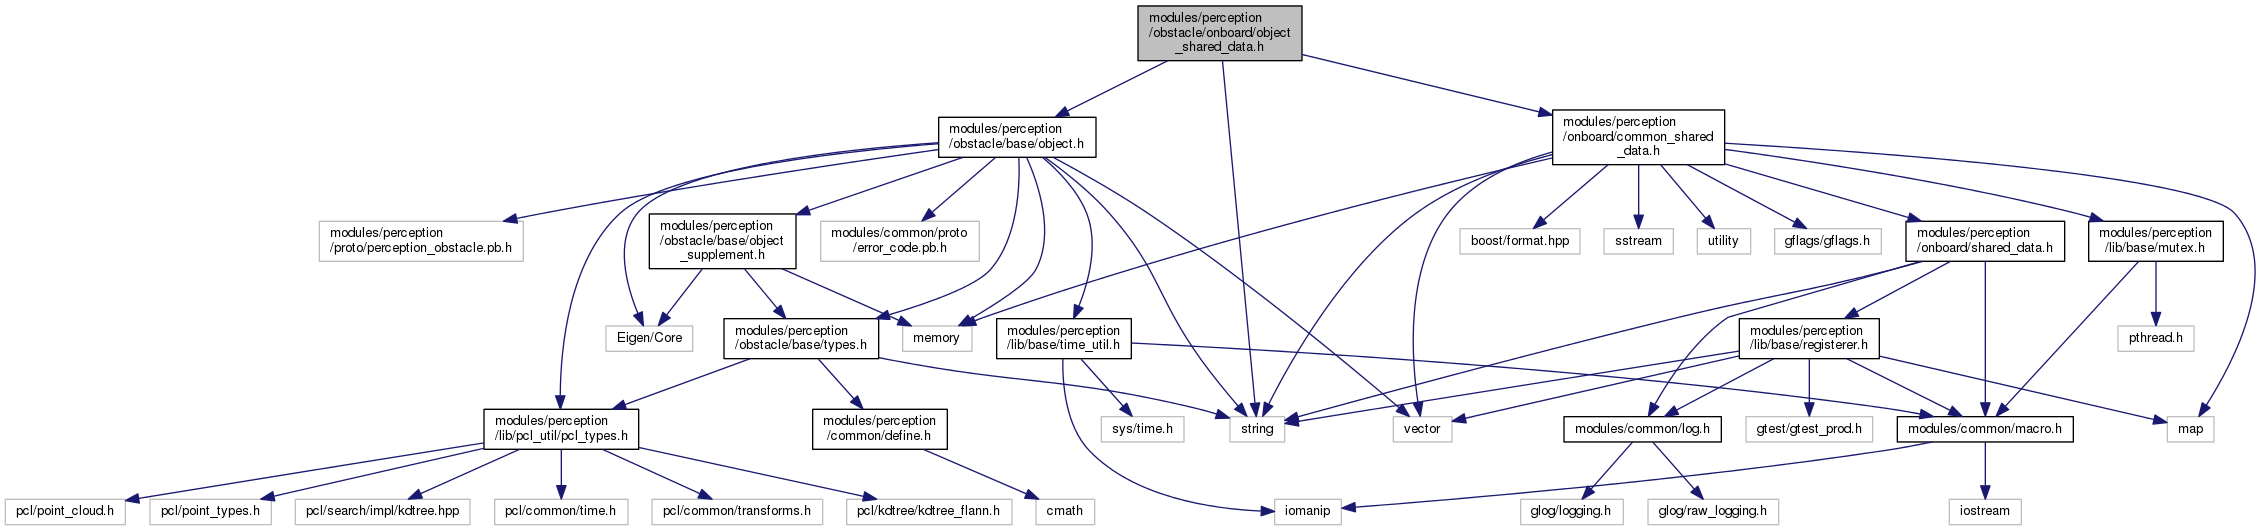 modules/perception
/obstacle/onboard/object
_shared_data.h
modules/perception
/obstacle/base/object.h
modules/perception
/onboard/common_shared
_data.h
modules/perception
/proto/perception_obstacle.pb.h
modules/perception
/obstacle/base/object
_supplement.h
modules/common/proto
/error_code.pb.h
boost/format.hpp
sstream
utility
gflags/gflags.h
modules/perception
/onboard/shared_data.h
modules/perception
/lib/base/mutex.h
Eigen/Core
modules/perception
/obstacle/base/types.h
memory
modules/perception
/lib/base/time_util.h
modules/perception
/lib/base/registerer.h
pthread.h
modules/perception
/lib/pcl_util/pcl_types.h
modules/perception
/common/define.h
sys/time.h
string
vector
modules/common/log.h
gtest/gtest_prod.h
modules/common/macro.h
map
pcl/point_cloud.h
pcl/point_types.h
pcl/search/impl/kdtree.hpp
pcl/common/time.h
pcl/common/transforms.h
pcl/kdtree/kdtree_flann.h
cmath
iomanip
glog/logging.h
glog/raw_logging.h
iostream